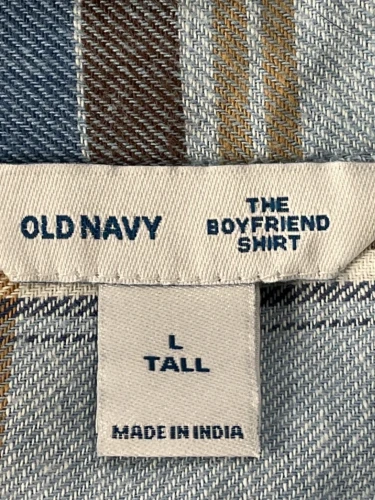 OLD NAVY
THE
BOYFRIEND
SHIRT
L
TALL
MADE IN INDIA